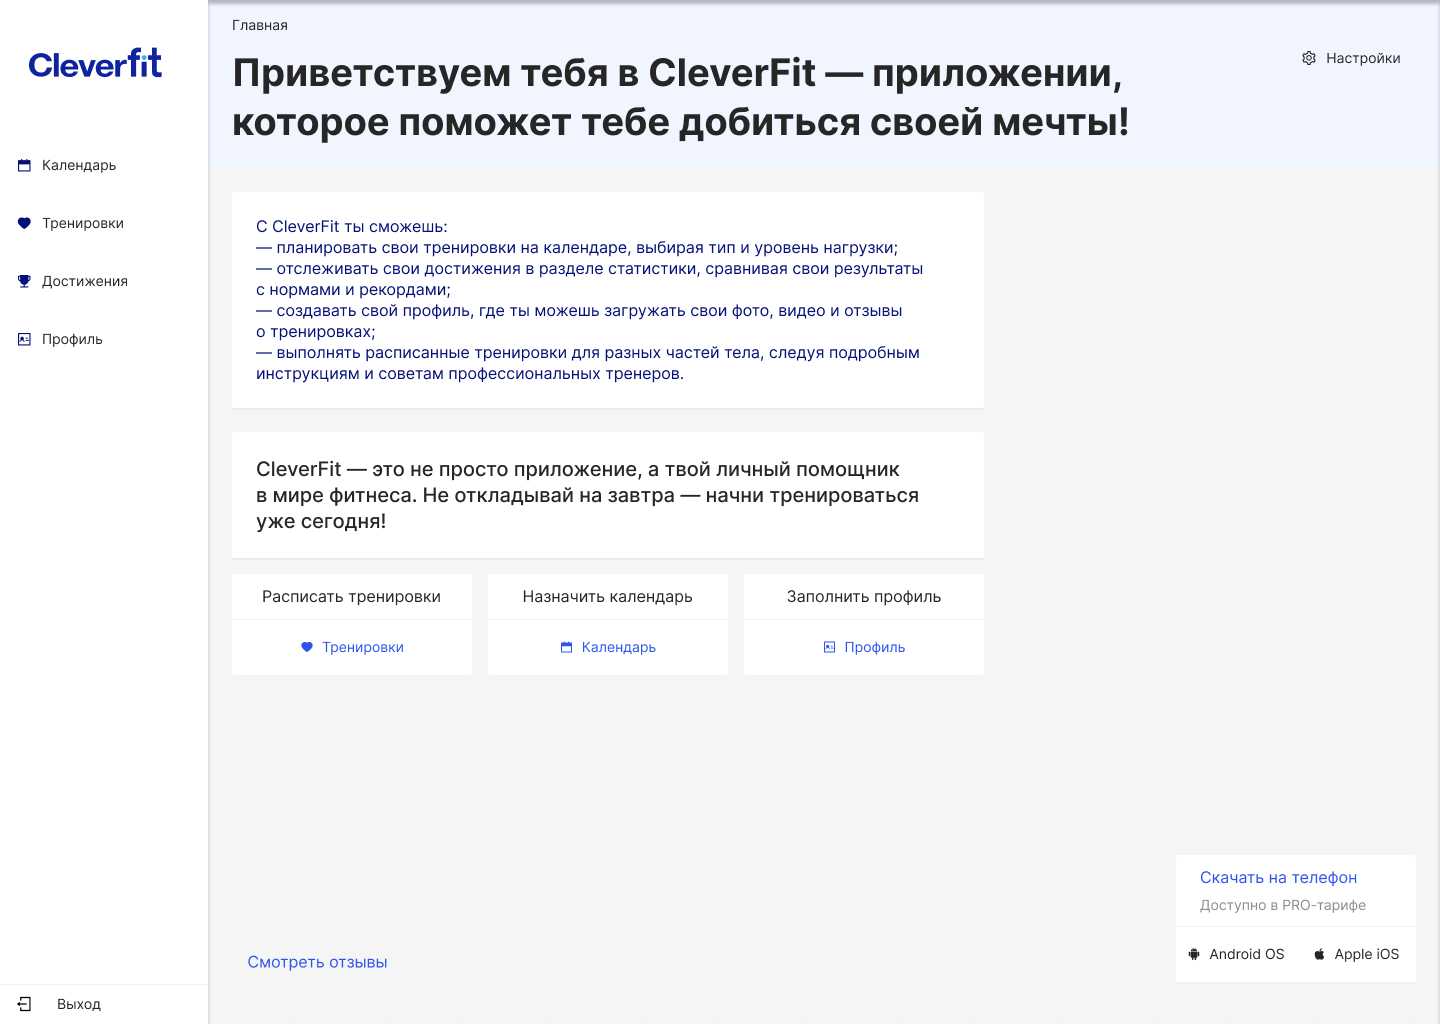 Cleverfit
Календарь
Тренировки
Достижения
Профиль
Выход
Главная
Приветствуем тебя в CleverFit — приложении,
которое поможет тебе добиться своей мечты!
Настройки
С CleverFit ты сможешь:
— планировать свои тренировки на календаре, выбирая тип и уровень нагрузки;
— отслеживать свои достижения в разделе статистики, сравнивая свои результаты
с нормами и рекордами;
— создавать свой профиль, где ты можешь загружать свои фото, видео и отзывы
о тренировках;
— выполнять расписанные тренировки для разных частей тела, следуя подробным
инструкциям и советам профессиональных тренеров.
CleverFit — это не просто приложение, а твой личный помощник
в мире фитнеса. Не откладывай на завтра — начни тренироваться
уже сегодня!
Расписать тренировки
Тренировки
Назначить календарь
Календарь
Заполнить профиль
Профиль
Смотреть отзывы
Скачать на телефон
Доступно в PRO-тарифе
Android OS
Apple iOS